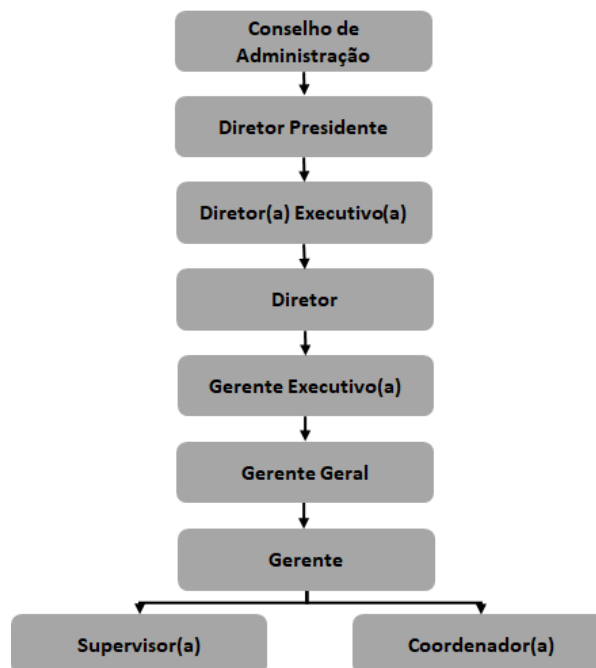 Conselho de
Administração
Diretor Presidente
Diretor(a) Executivo(a)
Diretor
Gerente Executivo(a)
Gerente Geral
Gerente
Supervisor(a)
Coordenador(a)